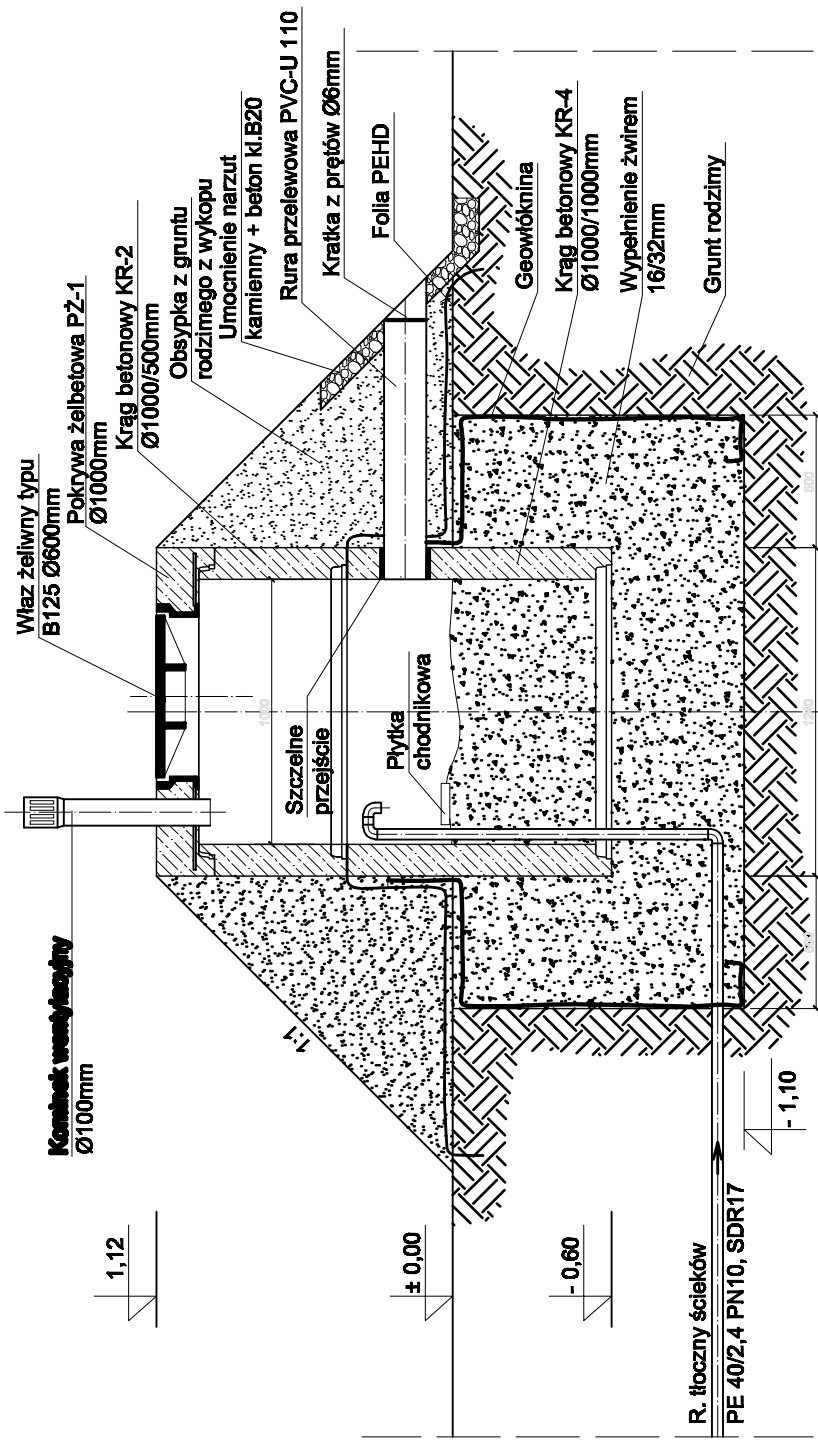 Właz żeliwny typu
B125 Ø600mm
Pokrywa żelbetowa PŻ-1
Ø1000mm
Krąg betonowy KR-2
Ø1000/500mm
Obsypka z gruntu
rodzimego z wykopu
Umocnienie narzut
kamienny + beton kl.B20
Rura przelewowa PVC-U 110
Kratka z prętów Ø6mm
Folia PEHD
Geowłóknina
Krąg betonowy KR-4
Ø1000/1000mm
Wypełnienie żwirem
16/32mm
Grunt rodzimy
Kominek wentylacyjny
Ø100mm
1:1
1000
Szczelne
przejście
Płytka
chodnikowa
500
1,12
± 0,00
- 0,60
- 1,10
R. tłoczny ścieków
PE 40/2,4 PN10, SDR17